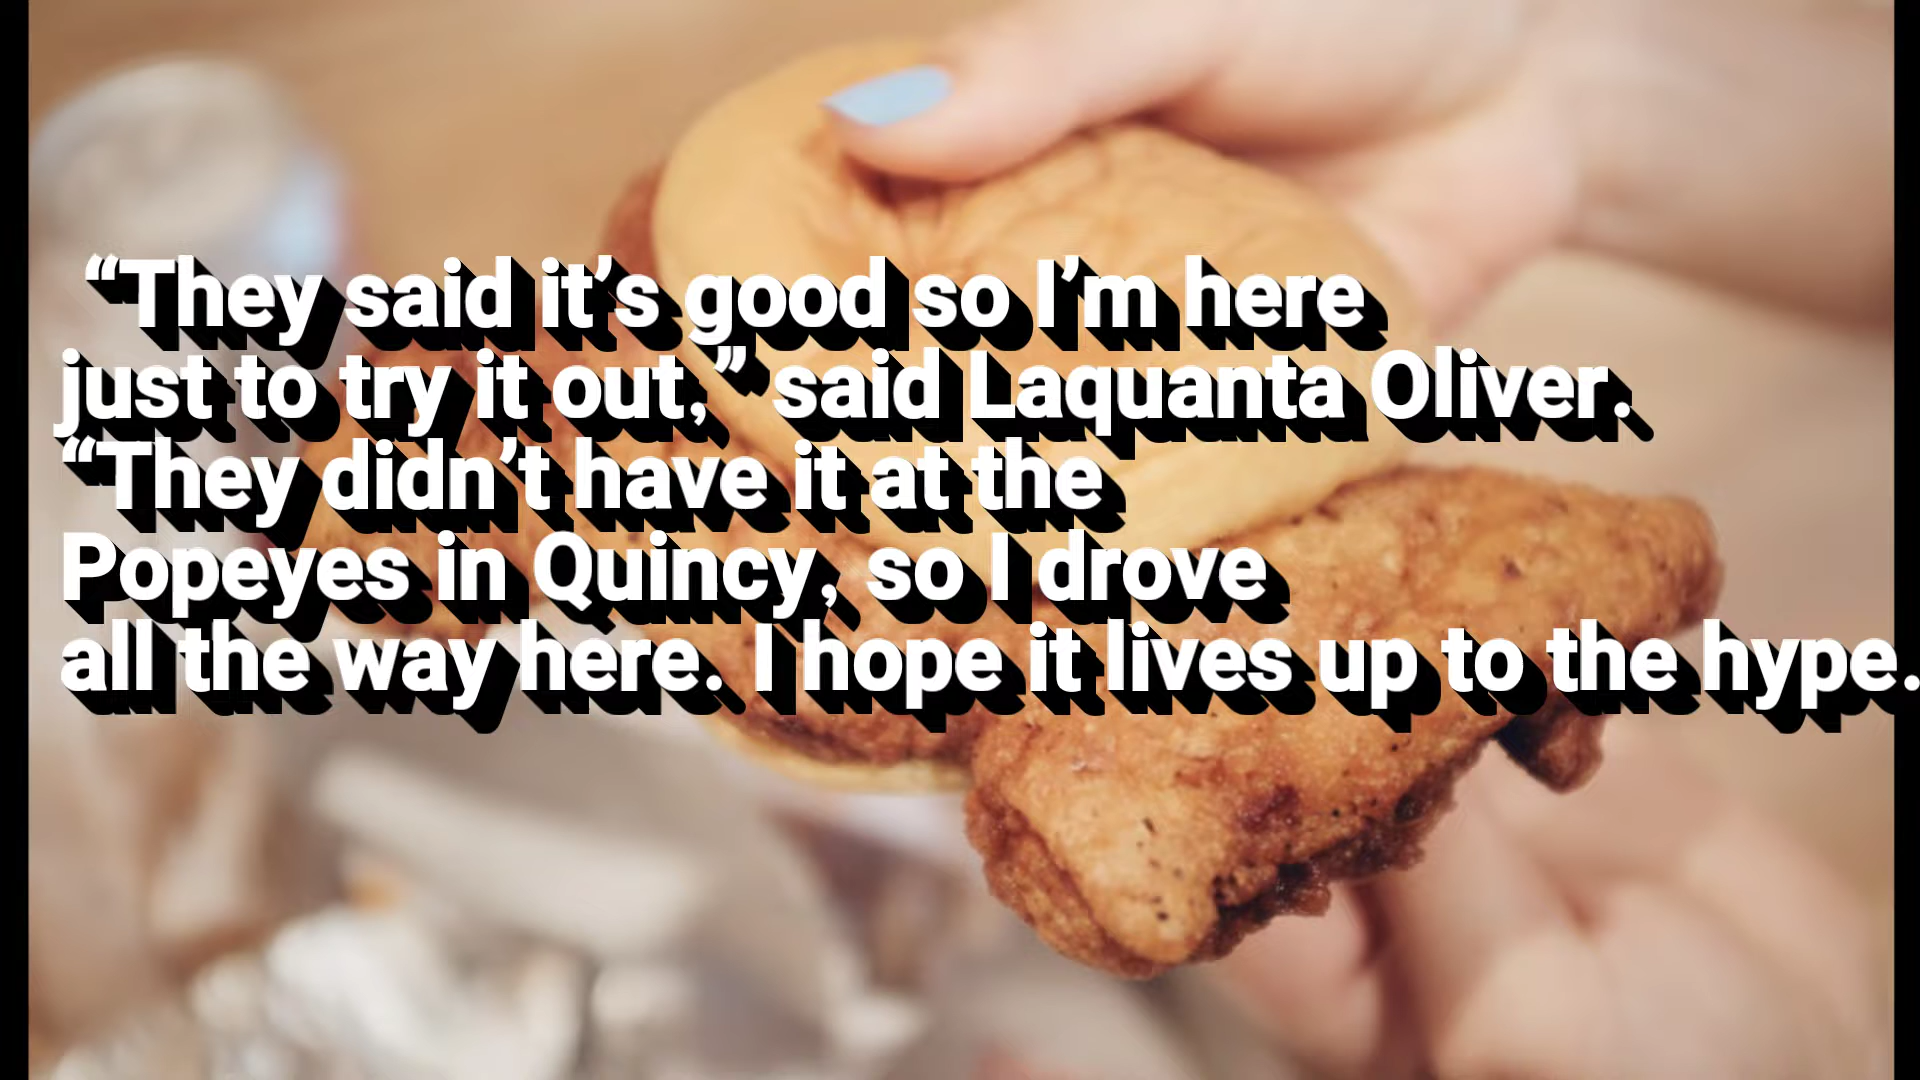 “They said it’s good so I’m here
just to try it out,” said Laquanta Oliver.
“They didn’t have it at the
Popeyes in Quincy, so I drove
all the way here. I hope it lives up to the hype.